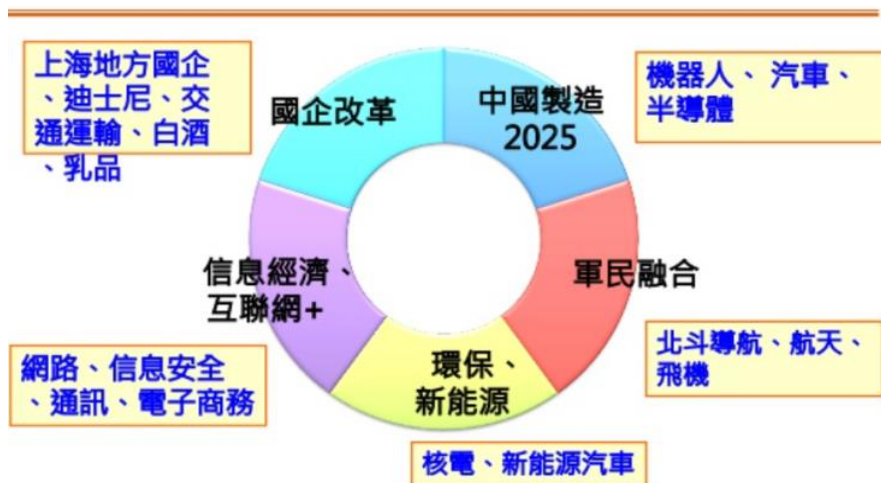 上海地方國企
、迪士尼、交
通運輸、白酒
、乳品
國企改革
中國製造
2025
機器人、 汽車、
半導體
信息經濟、
互聯網+
軍民融合
網路、信息安全
、通訊、電子商務
環保、
新能源
北斗導航、航天、
飛機
核電、新能源汽車